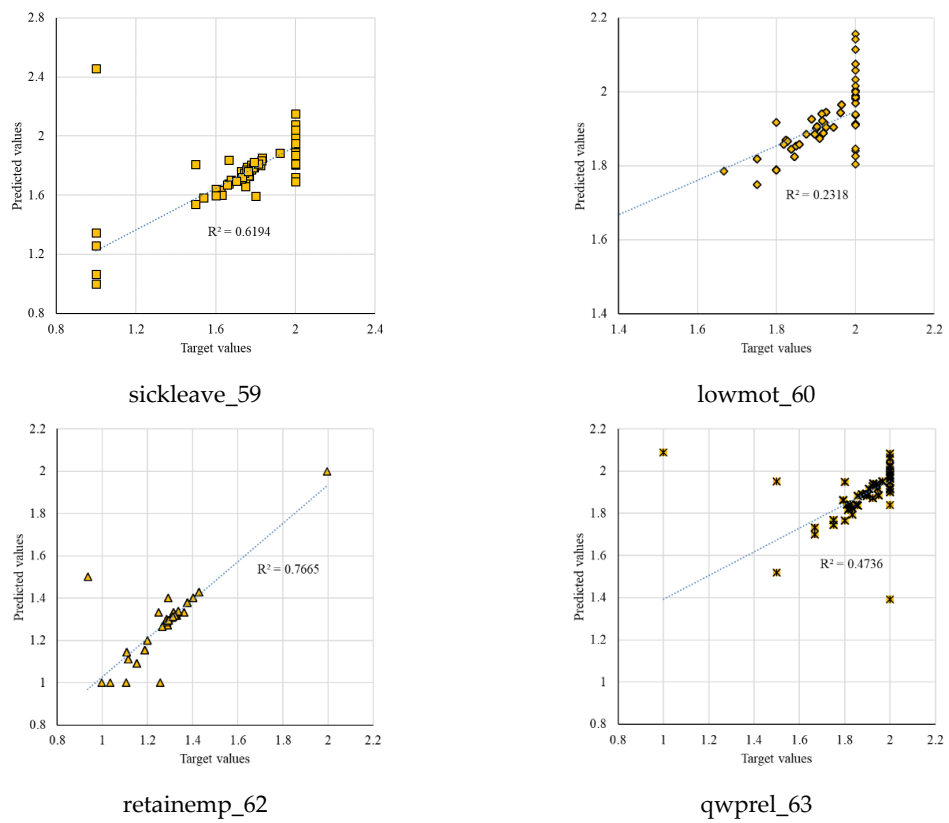 2.8
2.4
2
1.6
1.2
0.8
Predicted values
R² = 0.6194
0.8 1.2 1.6 2 2.4
Target values
sickleave_59
2.2
2
1.8
1.6
1.4
Predicted values
R² = 0.2318
1.4 1.6 1.8 2 2.2
Target values
lowmot_60
2.2
2
1.8
1.6
1.4
1.2
1
0.8
Predicted values
R² = 0.7665
0.8 1 1.2 1.4 1.6 1.8 2 2.2
Target values
retainemp_62
2.2
2
1.8
1.6
1.4
1.2
1
0.8
Predicted values
R² = 0.4736
0.8 1 1.2 1.4 1.6 1.8 2 2.2
Target values
qwprel_63